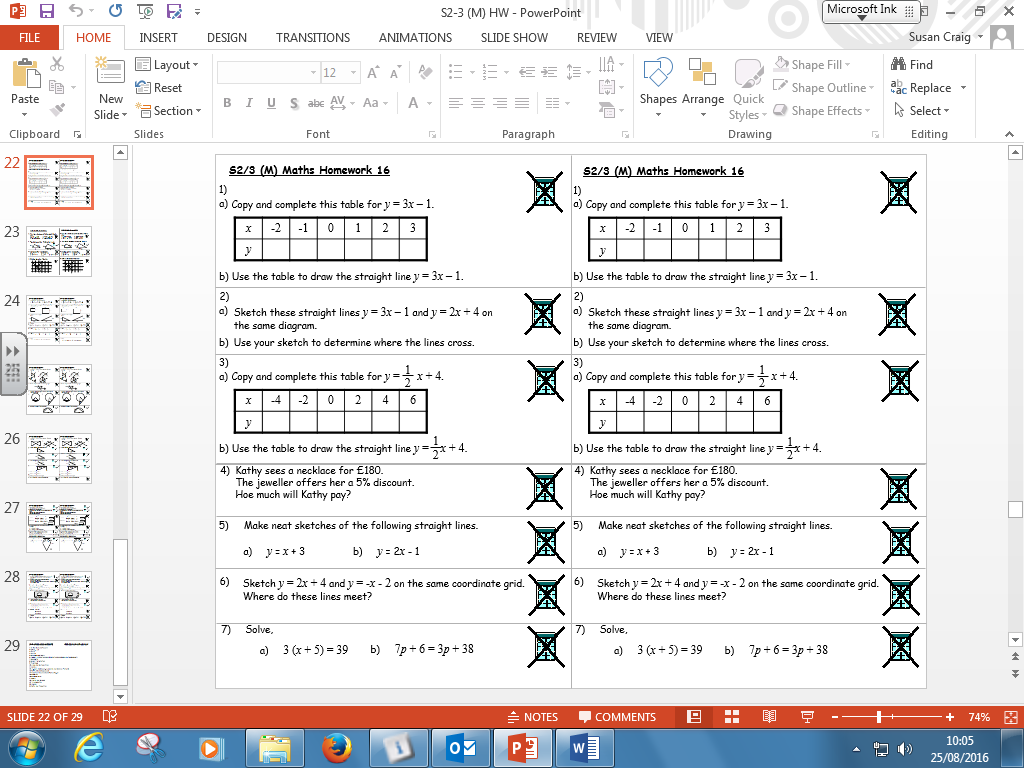 S2-3 (M) HW - PowerPoint
Microsoft Ink
FILE
HOME
INSERT
DESIGN
TRANSITIONS
ANIMATIONS
SLIDE SHOW
REVIEW
VIEW
Susan Craig
Paste
New
Slide
Layout
Reset
Section
12
B I U S abc AV Aa A
Shapes Arrange Quick
Styles
Shape Fill
Shape Outline
Shape Effects
Find
Replace
Select
Clipboard
Slides
Font
Paragraph
Drawing
Editing
22
23
24
26
27
28
29
S2/3 (M) Maths Homework 16
1)
a) Copy and complete this table for y = 3x – 1.
x -2 -1 0 1 2 3
y
b) Use the table to draw the straight line y = 3x – 1.
2)
a) Sketch these straight lines y = 3x – 1 and y = 2x + 4 on
the same diagram.
b) Use your sketch to determine where the lines cross.
3)
a) Copy and complete this table for y = 1/2 x + 4.
x -4 -2 0 2 4 6
y
b) Use the table to draw the straight line y = 1/2 x + 4.
4) Kathy sees a necklace for £180.
The jeweller offers her a 5% discount.
Hoe much will Kathy pay?
5) Make neat sketches of the following straight lines.
a) y = x + 3 b) y = 2x - 1
6) Sketch y = 2x + 4 and y = -x - 2 on the same coordinate grid.
Where do these lines meet?
7) Solve,
a) 3 (x + 5) = 39 b) 7p + 6 = 3p + 38
S2/3 (M) Maths Homework 16
1)
a) Copy and complete this table for y = 3x – 1.
x -2 -1 0 1 2 3
y
b) Use the table to draw the straight line y = 3x – 1.
2)
a) Sketch these straight lines y = 3x – 1 and y = 2x + 4 on
the same diagram.
b) Use your sketch to determine where the lines cross.
3)
a) Copy and complete this table for y = 1/2 x + 4.
x -4 -2 0 2 4 6
y
b) Use the table to draw the straight line y = 1/2 x + 4.
4) Kathy sees a necklace for £180.
The jeweller offers her a 5% discount.
Hoe much will Kathy pay?
5) Make neat sketches of the following straight lines.
a) y = x + 3 b) y = 2x - 1
6) Sketch y = 2x + 4 and y = -x - 2 on the same coordinate grid.
Where do these lines meet?
7) Solve,
a) 3 (x + 5) = 39 b) 7p + 6 = 3p + 38
SLIDE 22 OF 29
NOTES
COMMENTS
74%
10:05
25/08/2016